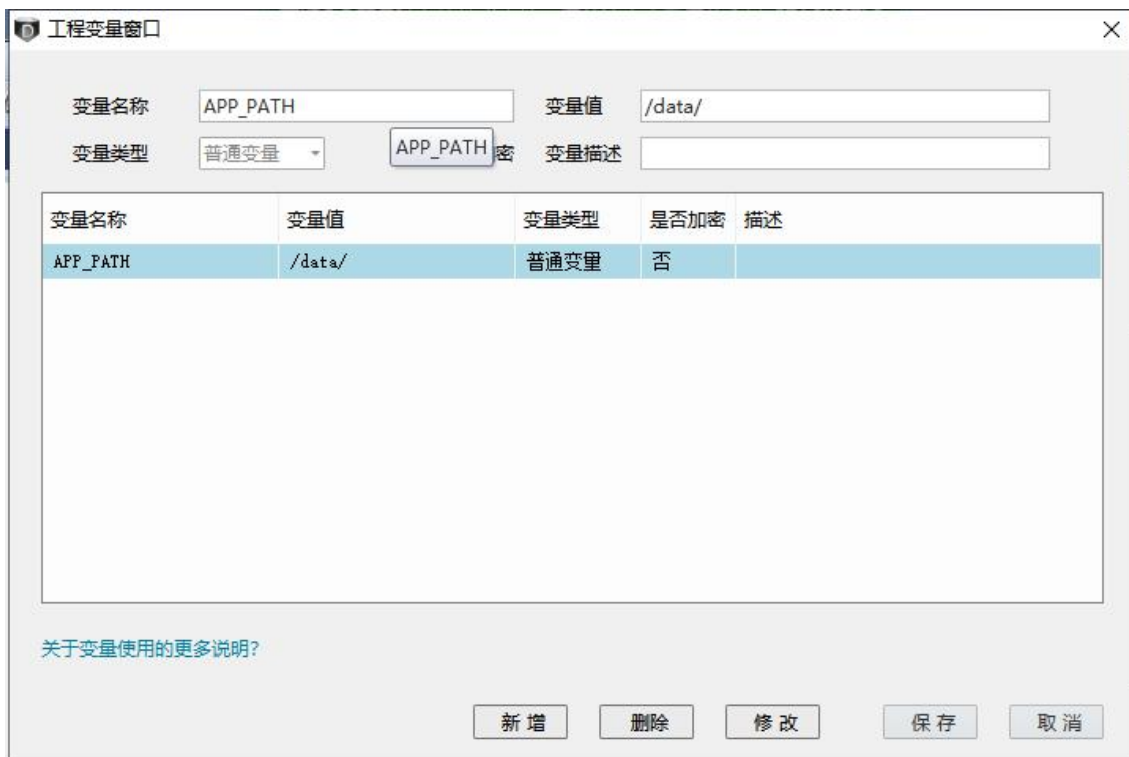 工程变量窗口
变量名称 APP_PATH 变量值 /data/
变量类型 普通变量 APP_PATH 密 变量描述
变量名称 变量值 变量类型 是否加密 描述
APP_PATH /data/ 普通变量 否
关于变量使用的更多说明?
新增 删除 修改 保存 取消